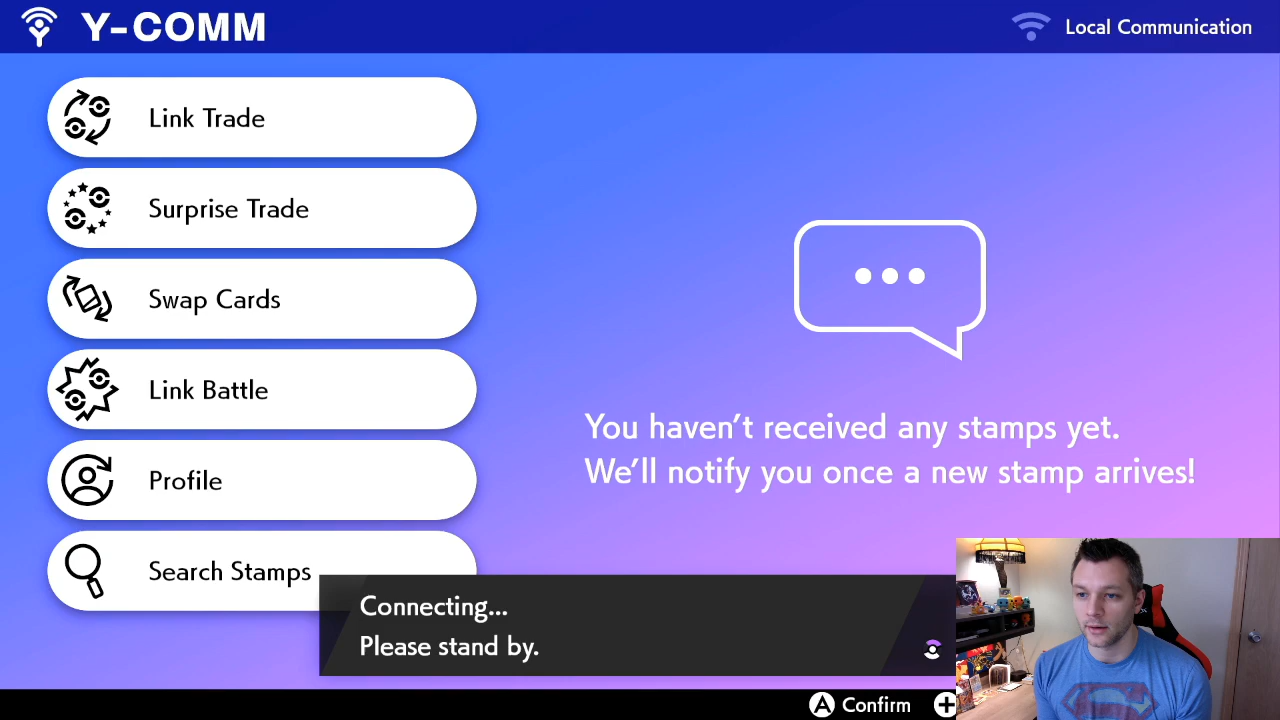 Y-COMM
Local Communication
Link Trade
Surprise Trade
Swap Cards
Link Battle
Profile
Search Stamps
You haven't received any stamps yet.
We'll notify you once a new stamp arrives!
Connecting...
Please stand by.
A Confirm
+